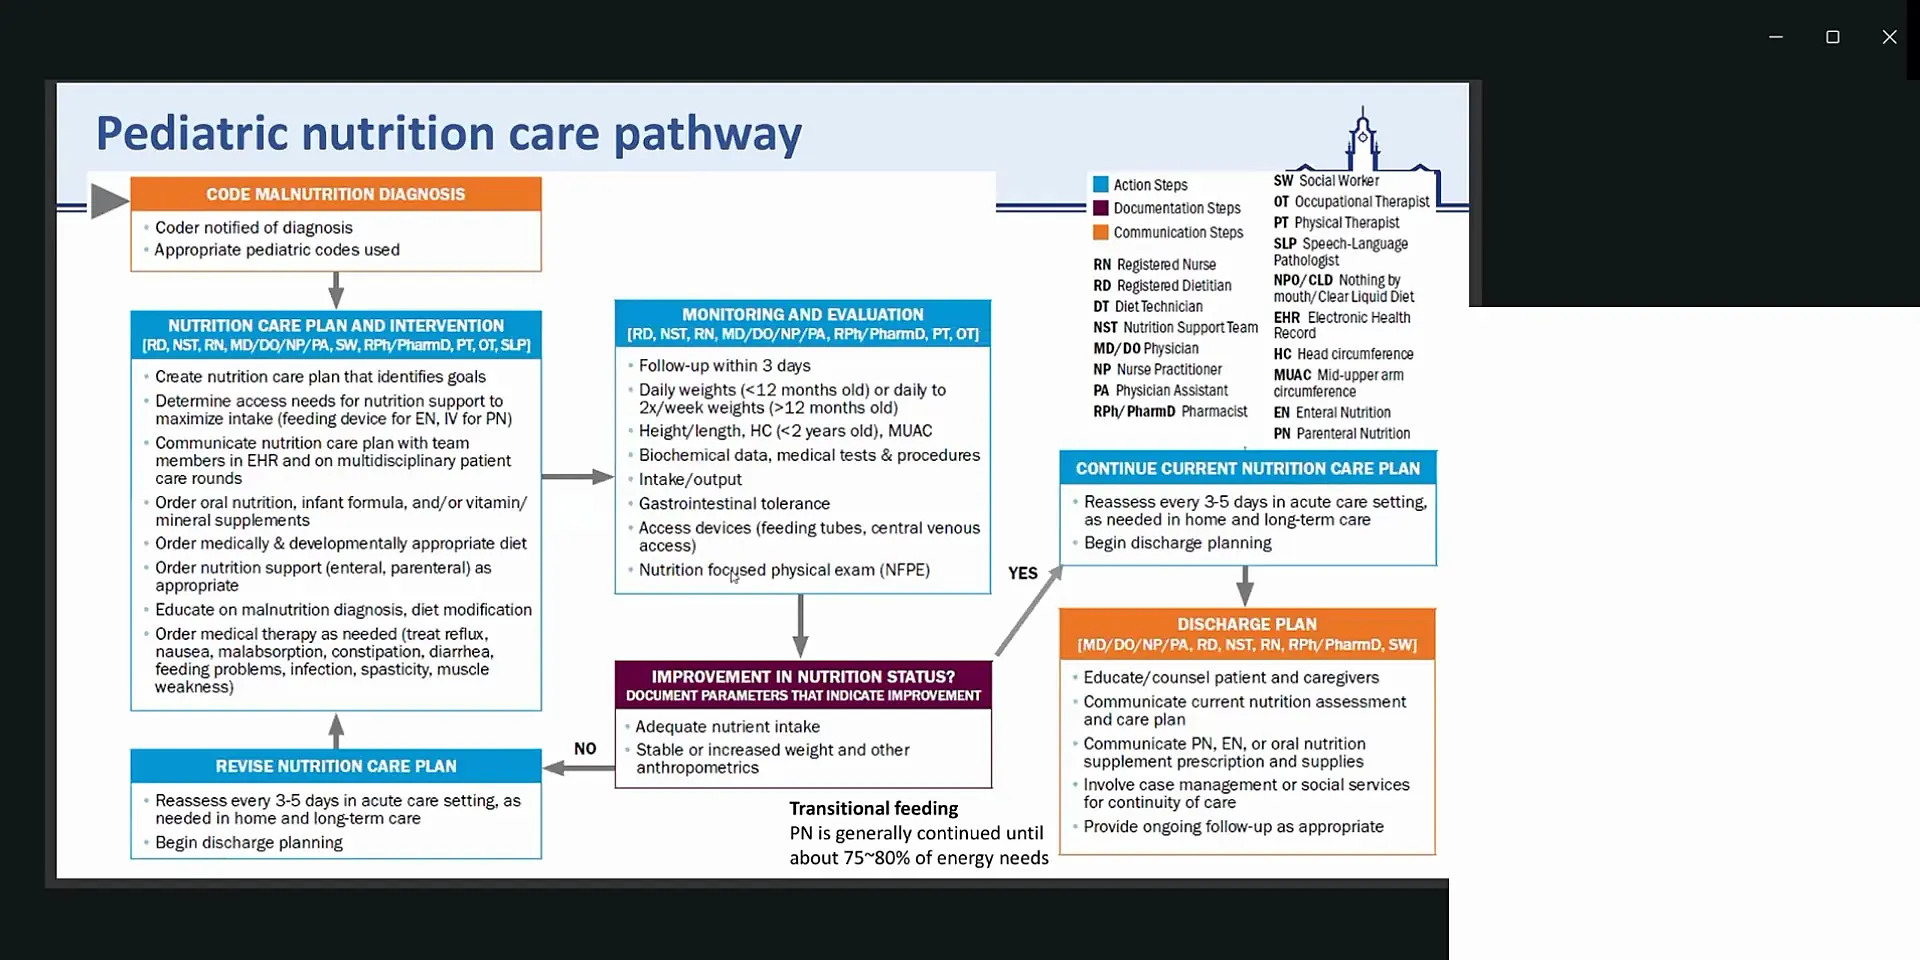 Pediatric nutrition care pathway
CODE MALNUTRITION DIAGNOSIS
• Coder notified of diagnosis
• Appropriate pediatric codes used
NUTRITION CARE PLAN AND INTERVENTION
[RD, NST, RN, MD/DO/NP/PA, SW, RPh/PharmD, PT, OT, SLP]
• Create nutrition care plan that identifies goals
• Determine access needs for nutrition support to
maximize intake (feeding device for EN, IV for PN)
• Communicate nutrition care plan with team
members in EHR and on multidisciplinary patient
care rounds
• Order oral nutrition, infant formula, and/or vitamin/
mineral supplements
• Order medically & developmentally appropriate diet
• Order nutrition support (enteral, parenteral) as
appropriate
• Educate on malnutrition diagnosis, diet modification
• Order medical therapy as needed (treat reflux,
nausea, malabsorption, constipation, diarrhea,
feeding problems, infection, spasticity, muscle
weakness)
REVISE NUTRITION CARE PLAN
• Reassess every 3-5 days in acute care setting, as
needed in home and long-term care
• Begin discharge planning
MONITORING AND EVALUATION
[RD, NST, RN, MD/DO/NP/PA, RPh/PharmD, PT, OT]
• Follow-up within 3 days
• Daily weights (<12 months old) or daily to
2x/week weights (>12 months old)
• Height/length, HC (<2 years old), MUAC
• Biochemical data, medical tests & procedures
• Intake/output
• Gastrointestinal tolerance
• Access devices (feeding tubes, central venous
access)
• Nutrition focused physical exam (NFPE)
IMPROVEMENT IN NUTRITION STATUS?
DOCUMENT PARAMETERS THAT INDICATE IMPROVEMENT
• Adequate nutrient intake
• Stable or increased weight and other
anthropometrics
NO
YES
Transitional feeding
PN is generally continued until
about 75~80% of energy needs
Action Steps
Documentation Steps
Communication Steps
RN Registered Nurse
RD Registered Dietitian
DT Diet Technician
NST Nutrition Support Team
MD/DO Physician
NP Nurse Practitioner
PA Physician Assistant
RPh/PharmD Pharmacist
SW Social Worker
OT Occupational Therapist
PT Physical Therapist
SLP Speech-Language
Pathologist
NPO/CLD Nothing by
mouth/Clear Liquid Diet
EHR Electronic Health
Record
HC Head circumference
MUAC Mid-upper arm
circumference
EN Enteral Nutrition
PN Parenteral Nutrition
CONTINUE CURRENT NUTRITION CARE PLAN
• Reassess every 3-5 days in acute care setting,
as needed in home and long-term care
• Begin discharge planning
DISCHARGE PLAN
[MD/DO/NP/PA, RD, NST, RN, RPh/PharmD, SW]
• Educate/counsel patient and caregivers
• Communicate current nutrition assessment
and care plan
• Communicate PN, EN, or oral nutrition
supplement prescription and supplies
• Involve case management or social services
for continuity of care
• Provide ongoing follow-up as appropriate